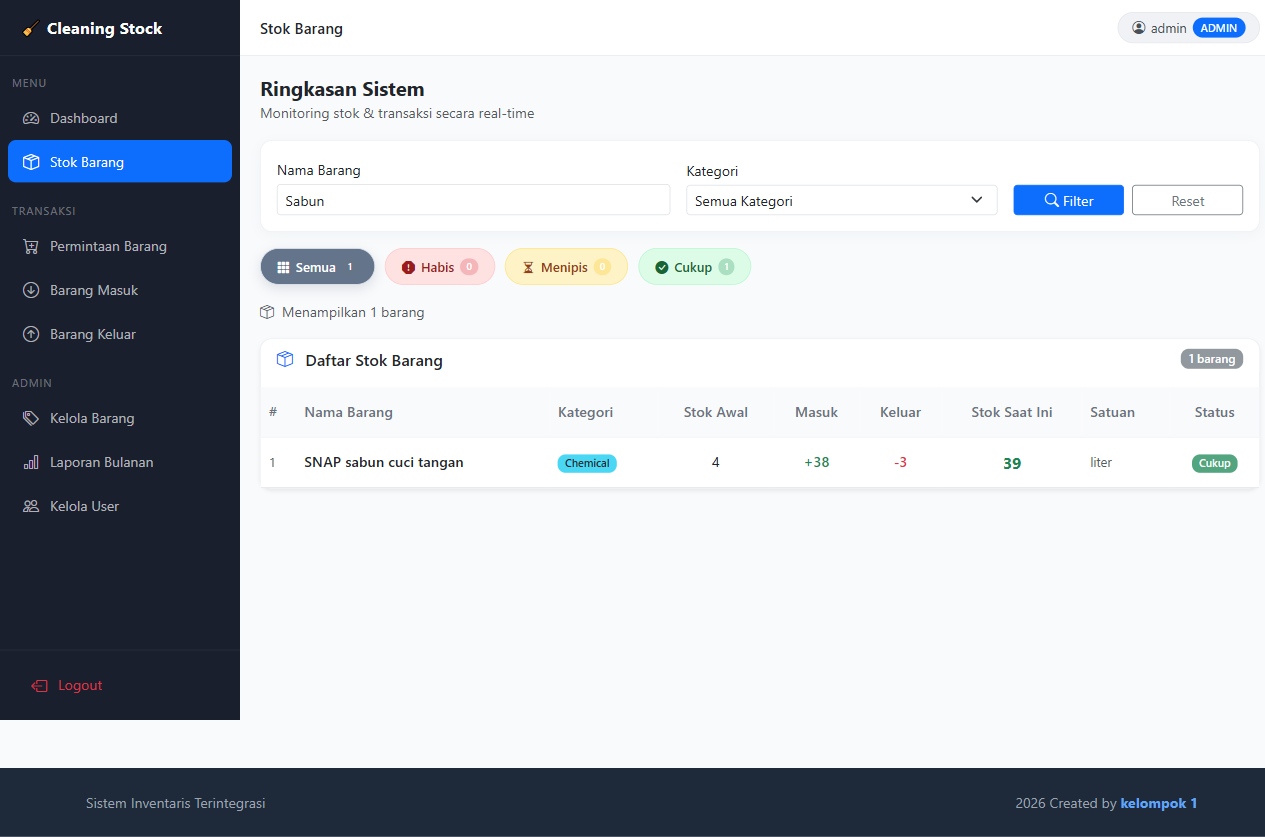 Cleaning Stock
Stok Barang
admin ADMIN
MENU
Dashboard
Stok Barang
TRANSAKSI
Permintaan Barang
Barang Masuk
Barang Keluar
ADMIN
Kelola Barang
Laporan Bulanan
Kelola User
Logout
Ringkasan Sistem
Monitoring stok & transaksi secara real-time
Nama Barang
Sabun
Kategori
Semua Kategori
Filter
Reset
Semua 1
Habis 0
Menipis 0
Cukup 1
Menampilkan 1 barang
Daftar Stok Barang
1 barang
# Nama Barang Kategori Stok Awal Masuk Keluar Stok Saat Ini Satuan Status
1 SNAP sabun cuci tangan Chemical 4 +38 -3 39 liter Cukup
Sistem Inventaris Terintegrasi
2026 Created by kelompok 1